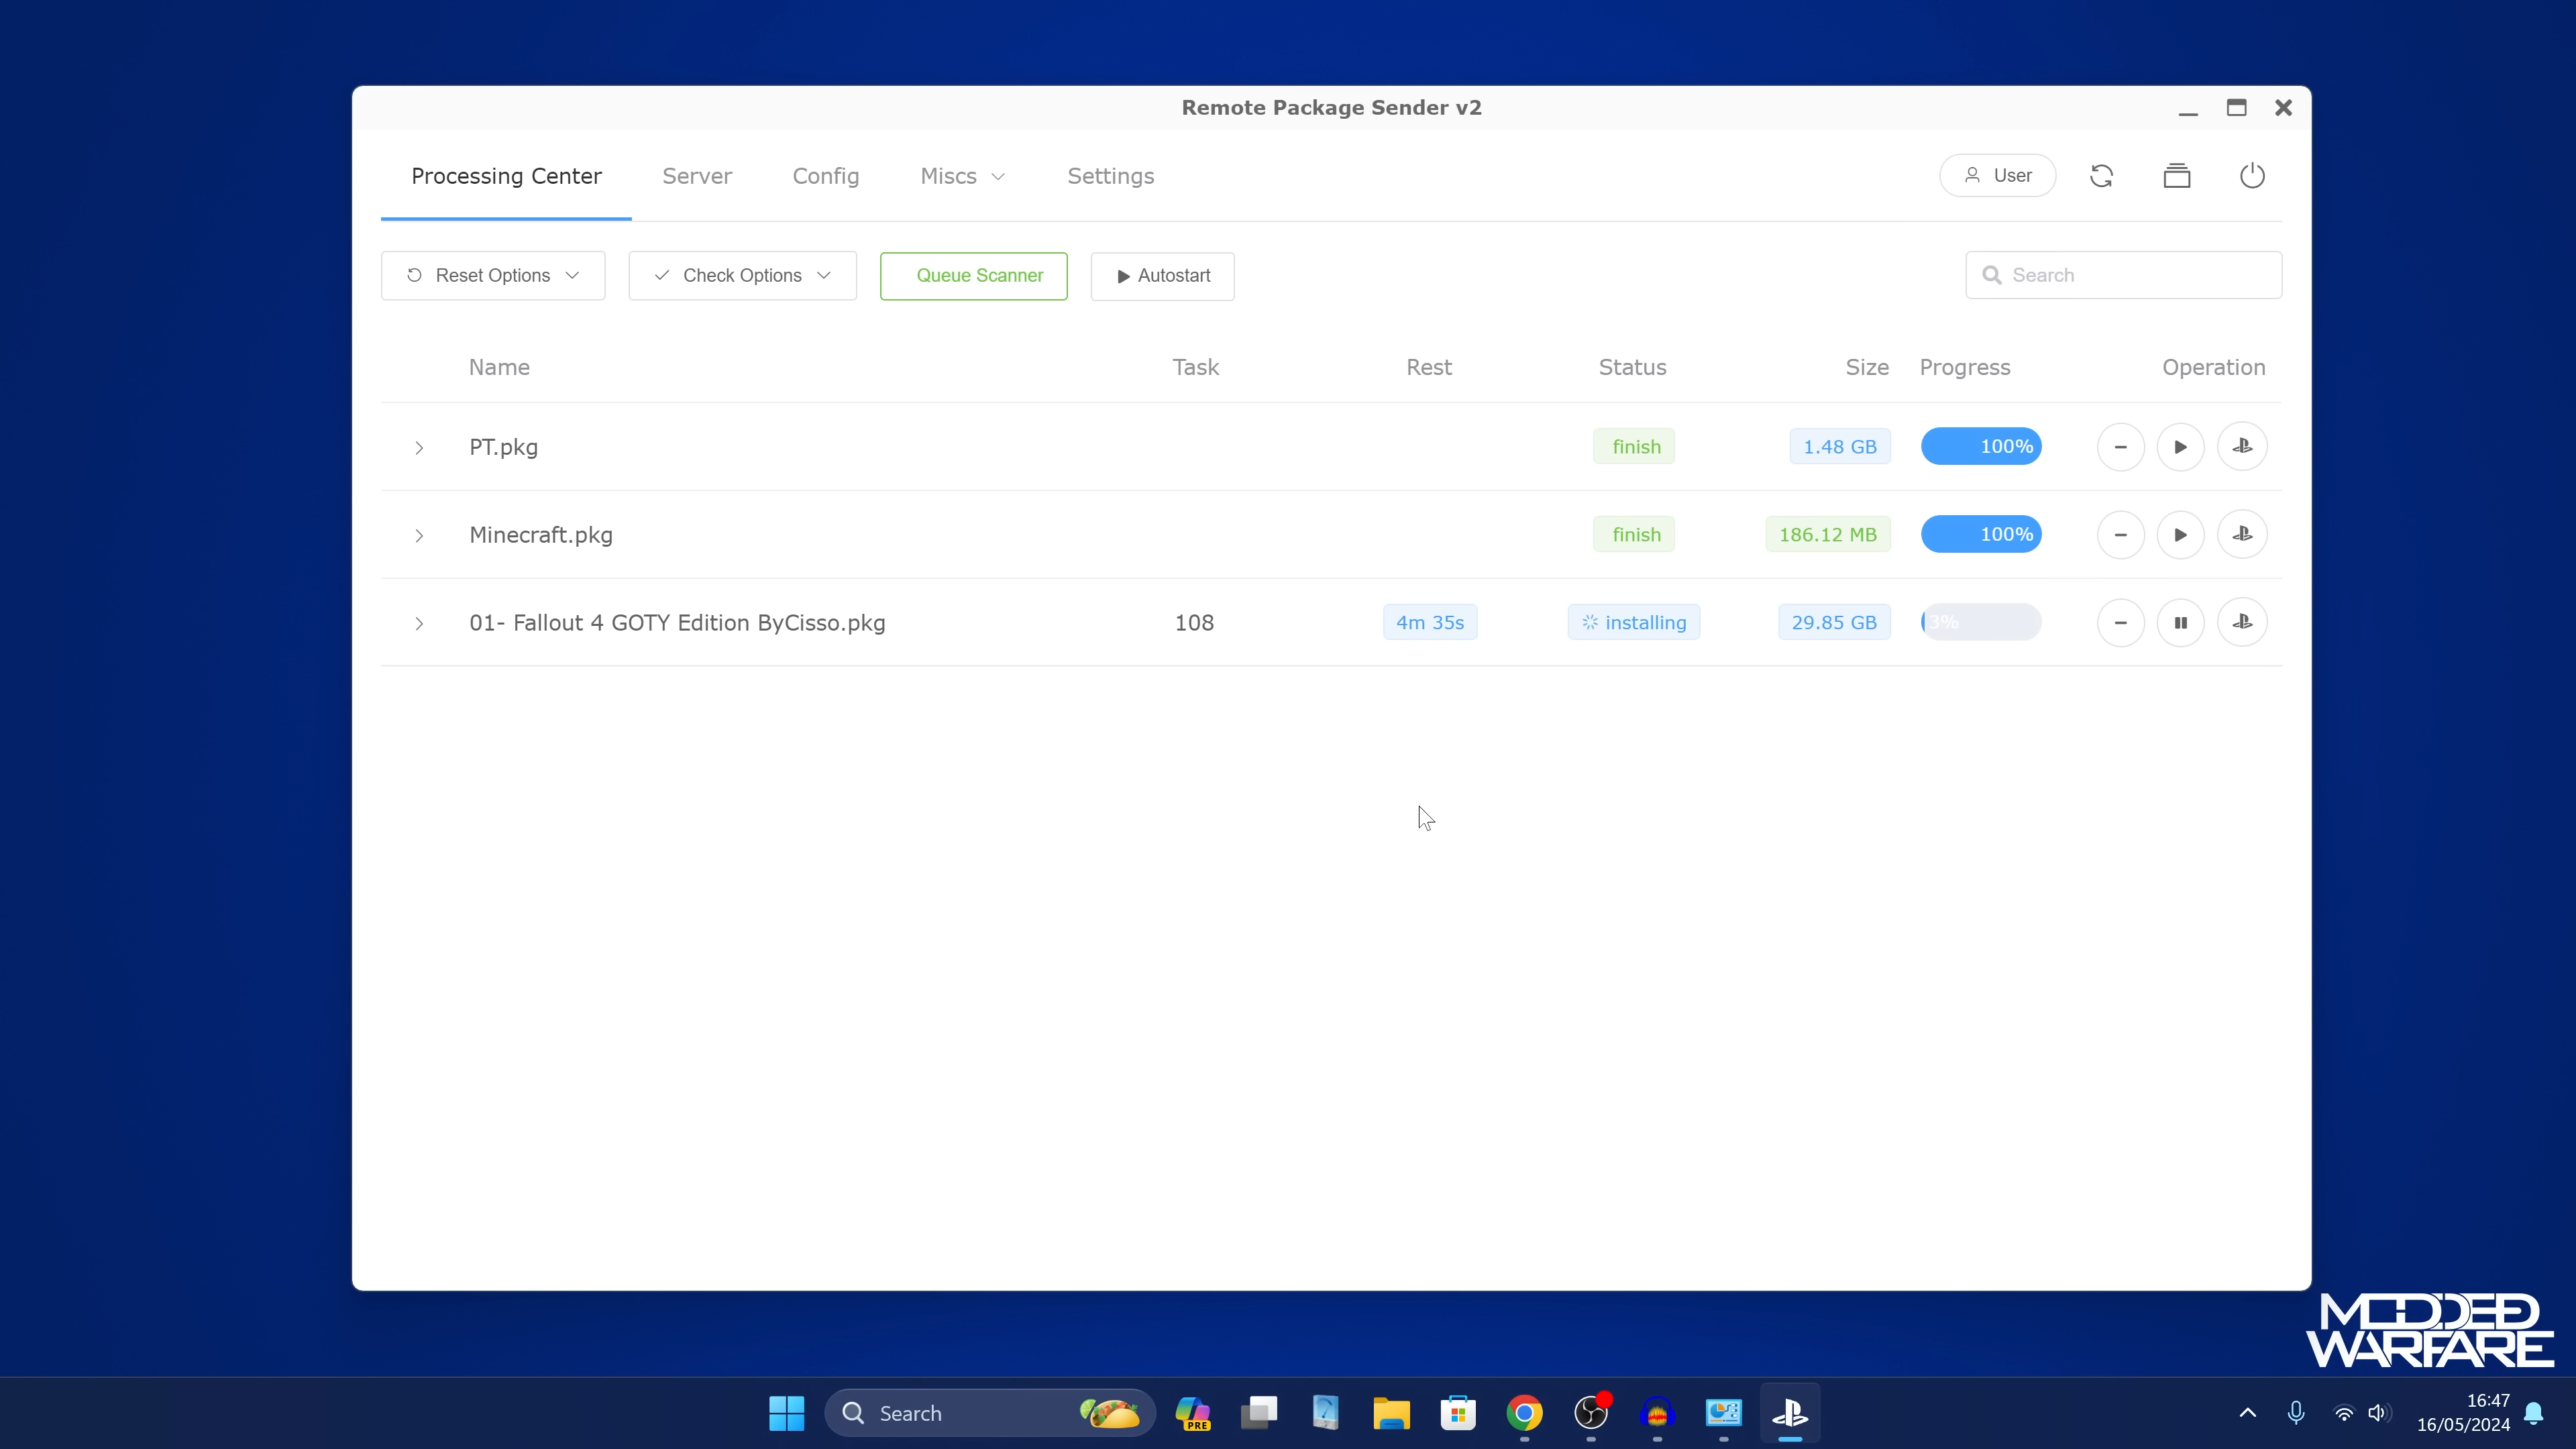 Remote Package Sender v2
Processing Center Server Config Miscs Settings User
Reset Options Check Options Queue Scanner Autostart Search
Name Task Rest Status Size Progress Operation
PT.pkg finish 1.48 GB 100%
Minecraft.pkg finish 186.12 MB 100%
01- Fallout 4 GOTY Edition ByCisso.pkg 108 4m 35s installing 29.85 GB 3%
MODDED
WARFARE
Search PRE 16:47
16/05/2024